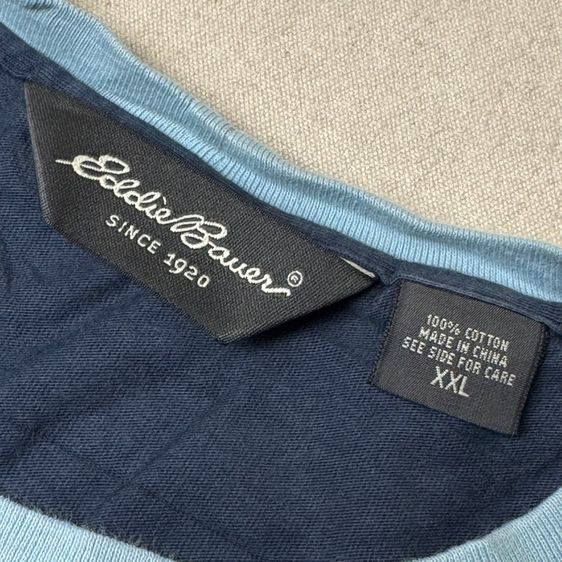 Eddie Bauer®
SINCE 1920
100% COTTON
MADE IN CHINA
SEE SIDE FOR CARE
XXL